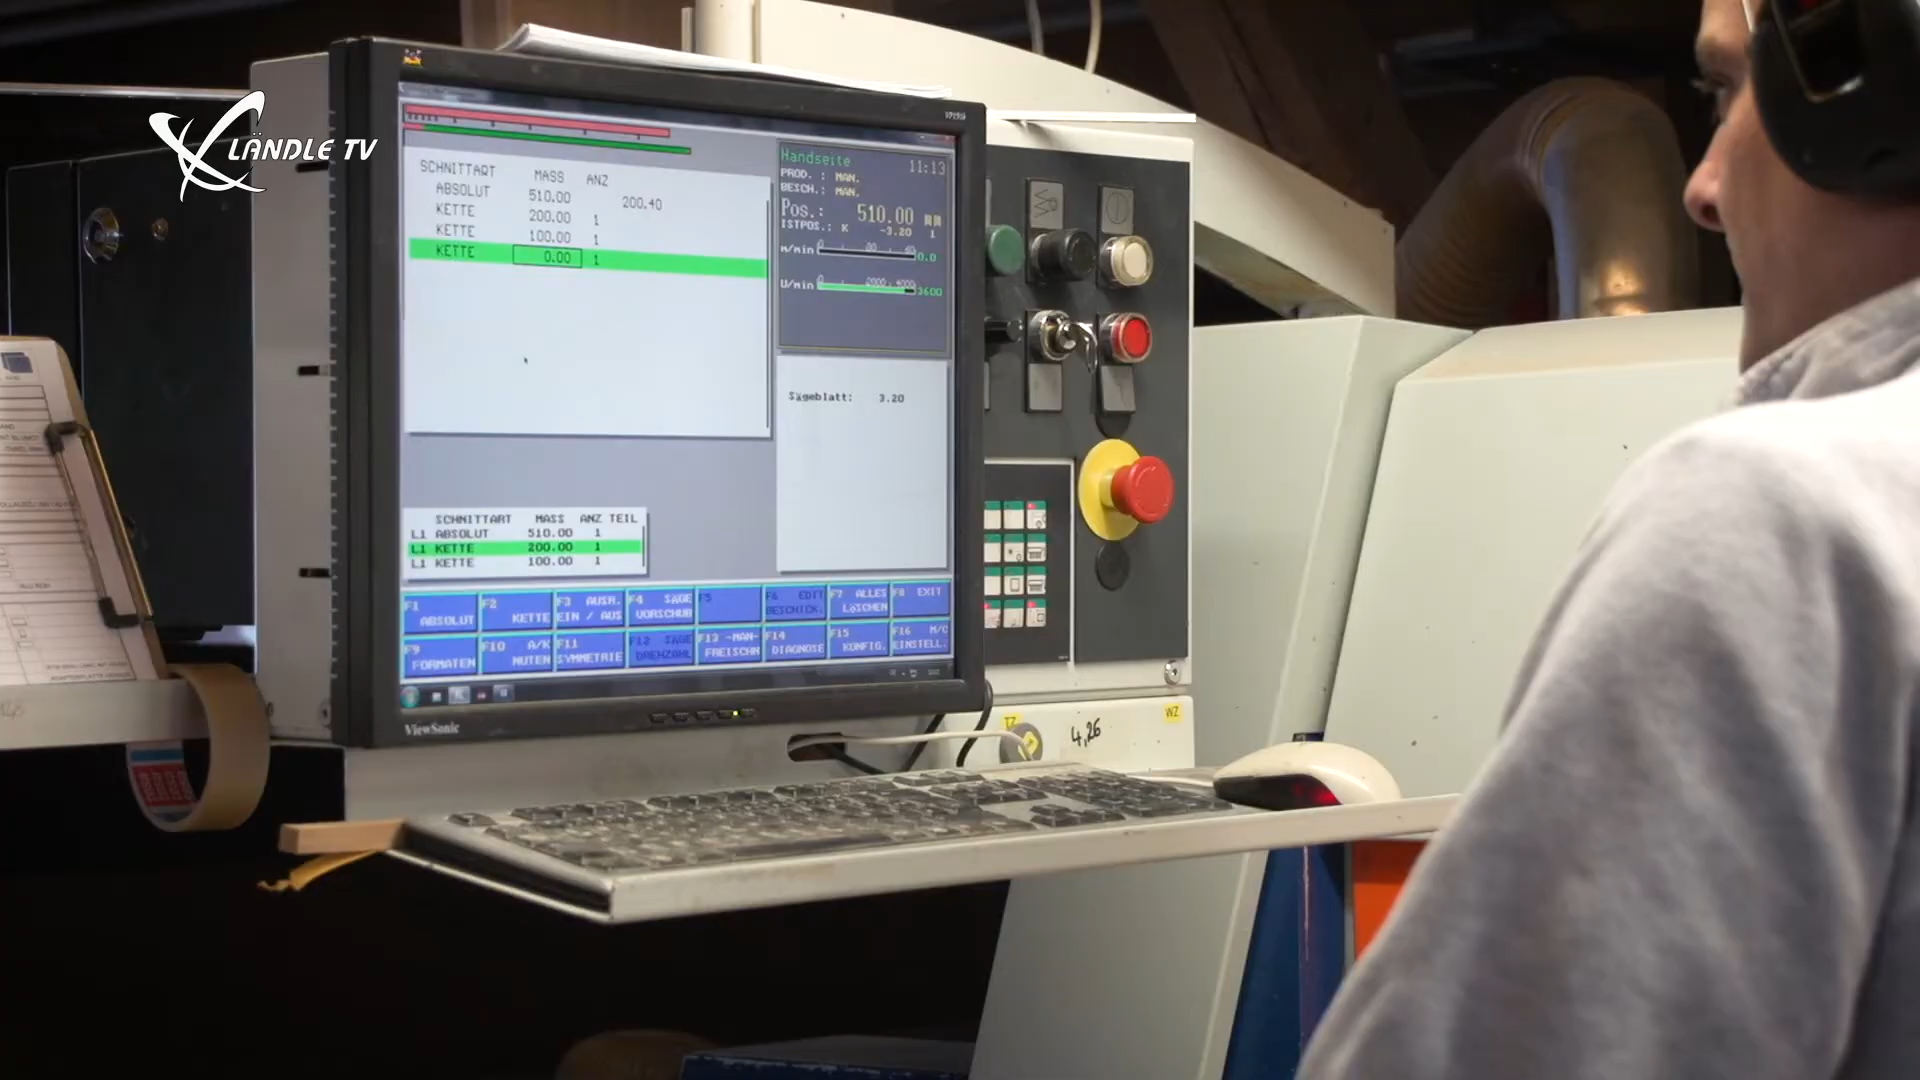 LÄNDLE TV
SCHNITTART MASS ANZ
ABSOLUT 510.00 200.40
KETTE 200.00 1
KETTE 100.00 1
KETTE 0.00 1
Handseite 11:13
PROD. : MAN.
BESCH.: MAN.
Pos.: 510.00
ISTPOS.: K -3.20 1
m/min 0.0
U/min 3600
Sägeblatt: 3.20
SCHNITTART MASS ANZ TEIL
L1 ABSOLUT 510.00 1
L1 KETTE 200.00 1
L1 KETTE 100.00 1
F1 ABSOLUT
F2 KETTE
F3 AUSR. EIN / AUS
F4 SÄGE VORSCHUB
F5
F6 EDIT BESCHICK.
F7 ALLES LÖSCHEN
F8 EXIT
F9 FORMATEN
F10 A/K NUTEN
F11 SYMMETRIE
F12 SÄGE DREHZAHL
F13 -MAN- FREISCHN
F14 DIAGNOSE
F15 KONFIG.
F16 M/C EINSTELL.
ViewSonic
TZ
4,26
WZ